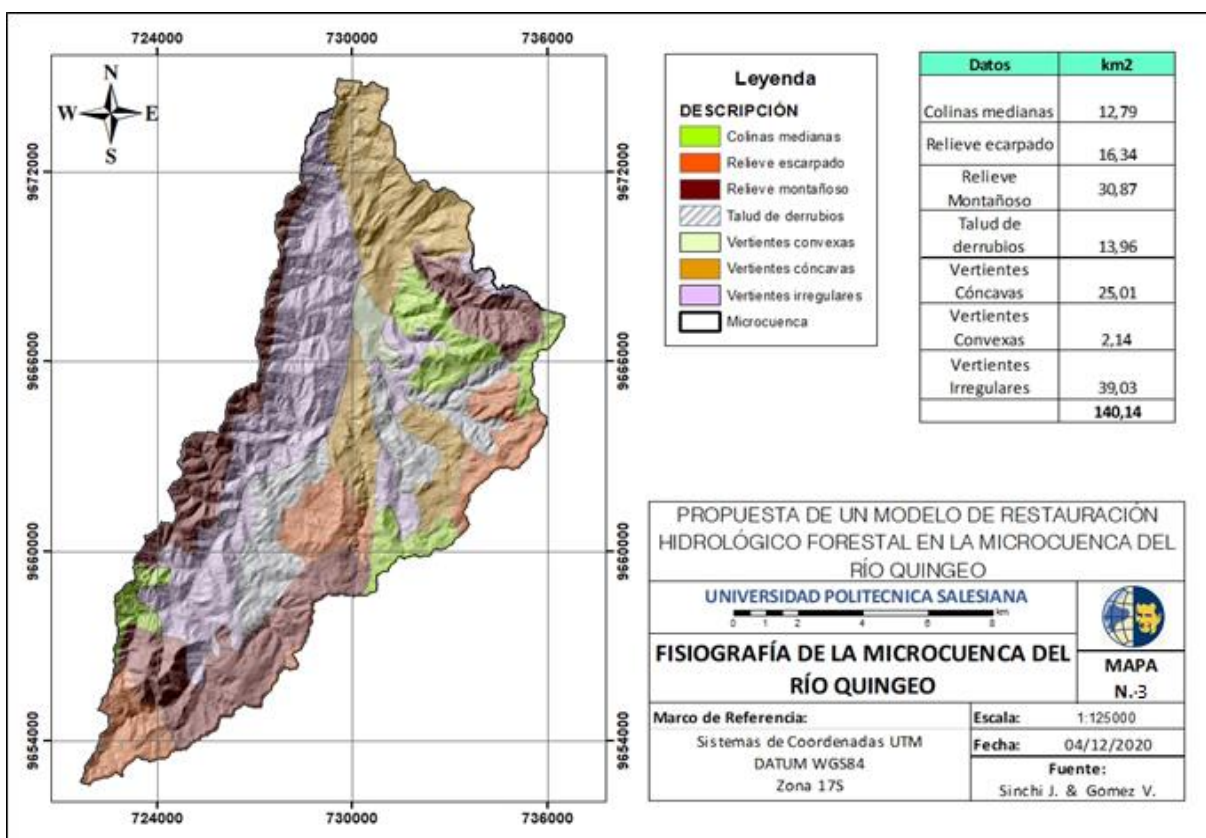 724000
730000
736000
N
W
E
S
9672000
9666000
9660000
9654000
724000
730000
736000
9672000
9666000
9660000
9654000
Leyenda
DESCRIPCIÓN
Colinas medianas
Relieve escarpado
Relieve montañoso
Talud de derrubios
Vertientes convexas
Vertientes cóncavas
Vertientes irregulares
Microcuenca
Datos km2
Colinas medianas 12,79
Relieve ecarpado 16,34
Relieve
Montañoso 30,87
Talud de
derrubios 13,96
Vertientes
Cóncavas 25,01
Vertientes
Convexas 2,14
Vertientes
Irregulares 39,03
140,14
PROPUESTA DE UN MODELO DE RESTAURACIÓN
HIDROLÓGICO FORESTAL EN LA MICROCUENCA DEL
RÍO QUINGEO
UNIVERSIDAD POLITECNICA SALESIANA
km
0 1 2 4 6 8
FISIOGRAFÍA DE LA MICROCUENCA DEL
RÍO QUINGEO
MAPA
N.-3
Marco de Referencia:
Sistemas de Coordenadas UTM
DATUM WGS84
Zona 17S
Escala: 1:125000
Fecha: 04/12/2020
Fuente:
Sinchi J. & Gomez V.